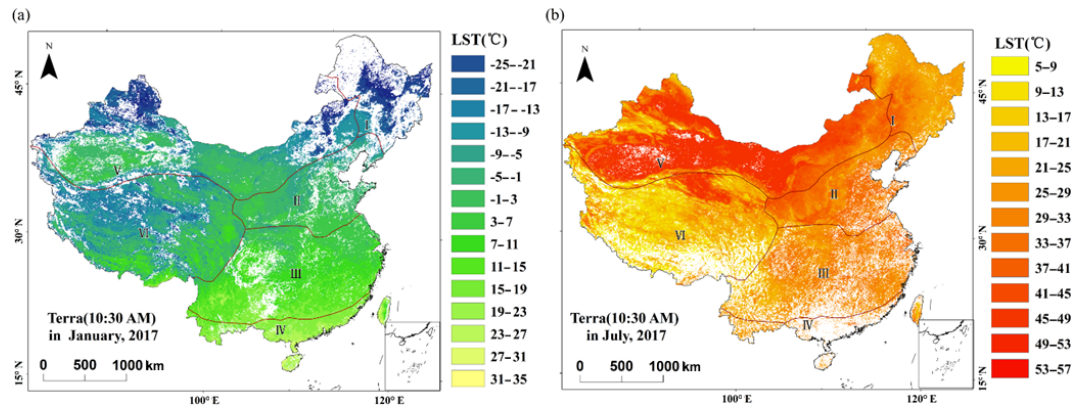 (a)
N
45° N
30° N
15° N
I
II
III
IV
V
VI
Terra(10:30 AM)
in January, 2017
0 500 1000 km
100° E
120° E
LST(℃)
-25--21
-21--17
-17--13
-13--9
-9--5
-5--1
-1-3
3-7
7-11
11-15
15-19
19-23
23-27
27-31
31-35
(b)
N
45° N
30° N
15° N
I
II
III
IV
V
VI
Terra(10:30 AM)
in July, 2017
0 500 1000 km
100° E
120° E
LST(℃)
5-9
9-13
13-17
17-21
21-25
25-29
29-33
33-37
37-41
41-45
45-49
49-53
53-57